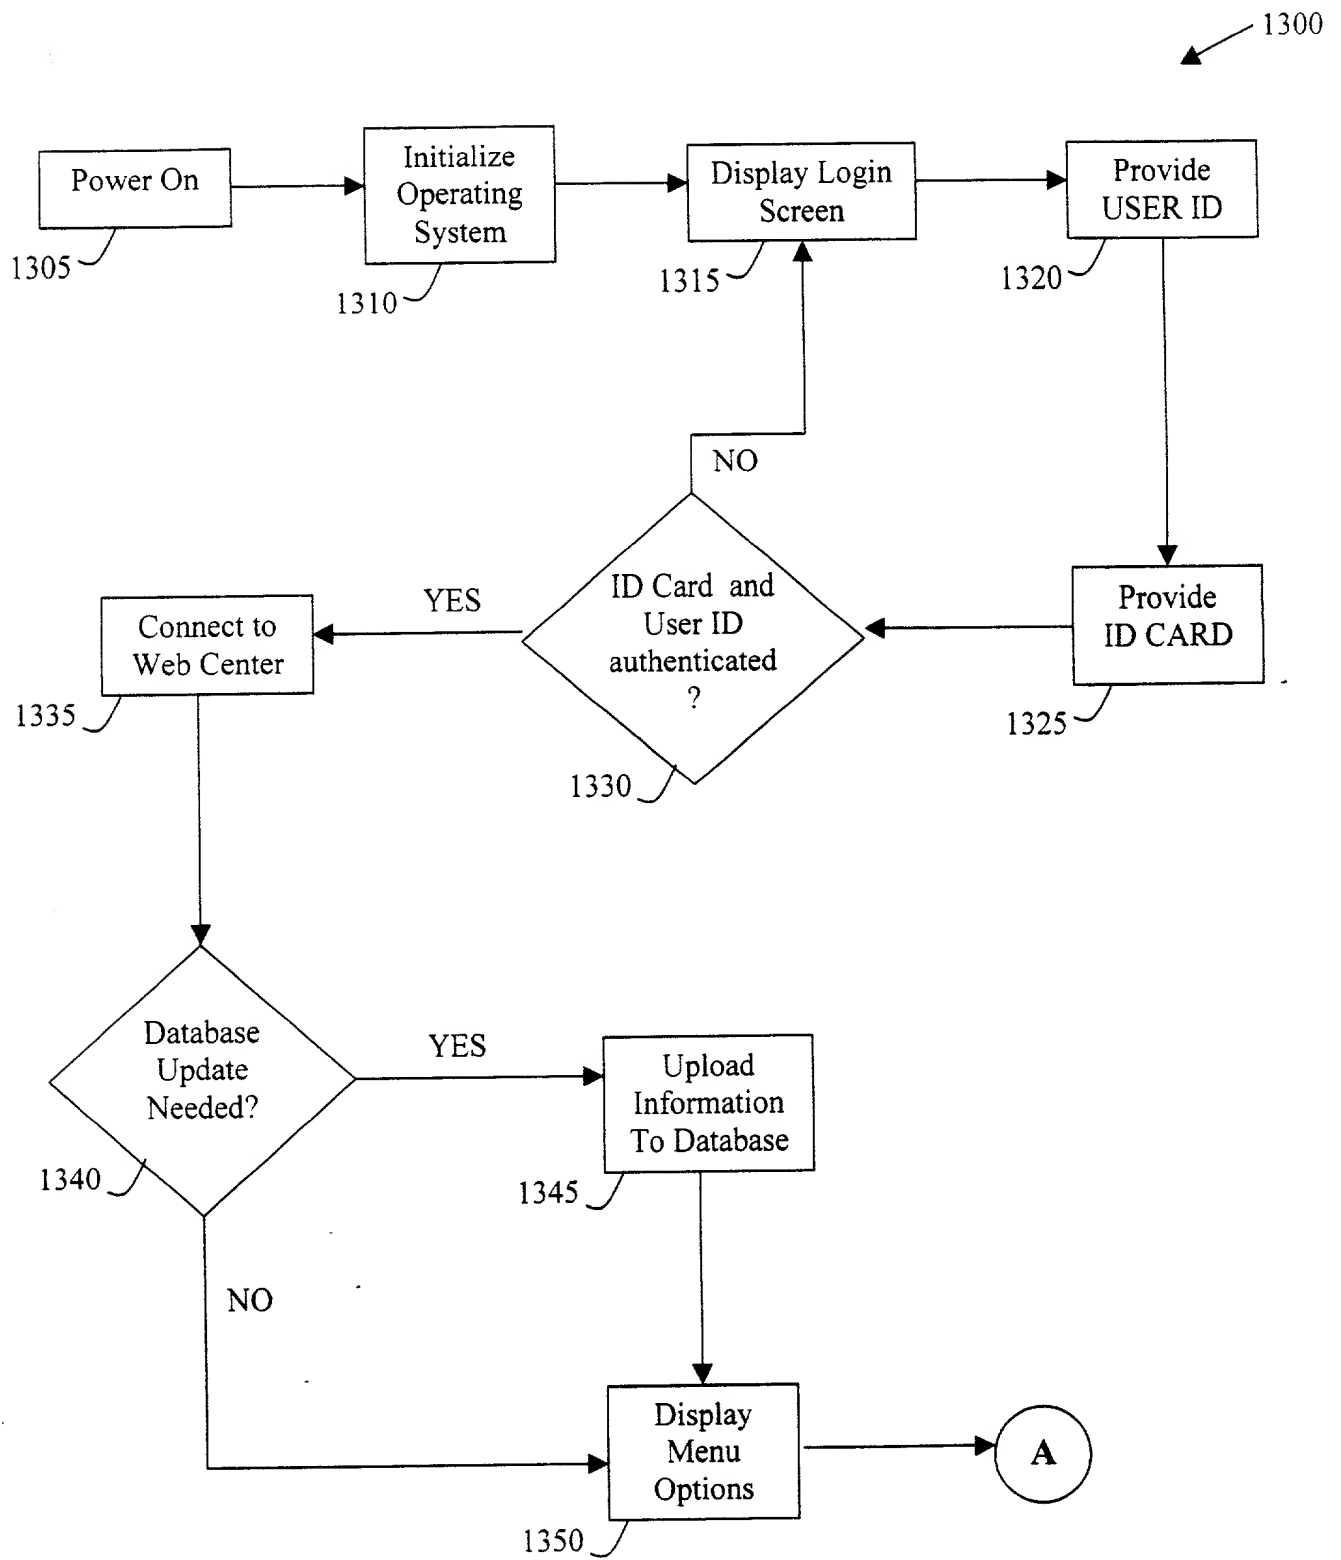 1300
Power On
1305
Initialize
Operating
System
1310
Display Login
Screen
1315
Provide
USER ID
1320
NO
ID Card and
User ID
authenticated
?
1330
Provide
ID CARD
1325
YES
Connect to
Web Center
1335
Database
Update
Needed?
1340
YES
Upload
Information
To Database
1345
NO
Display
Menu
Options
1350
A